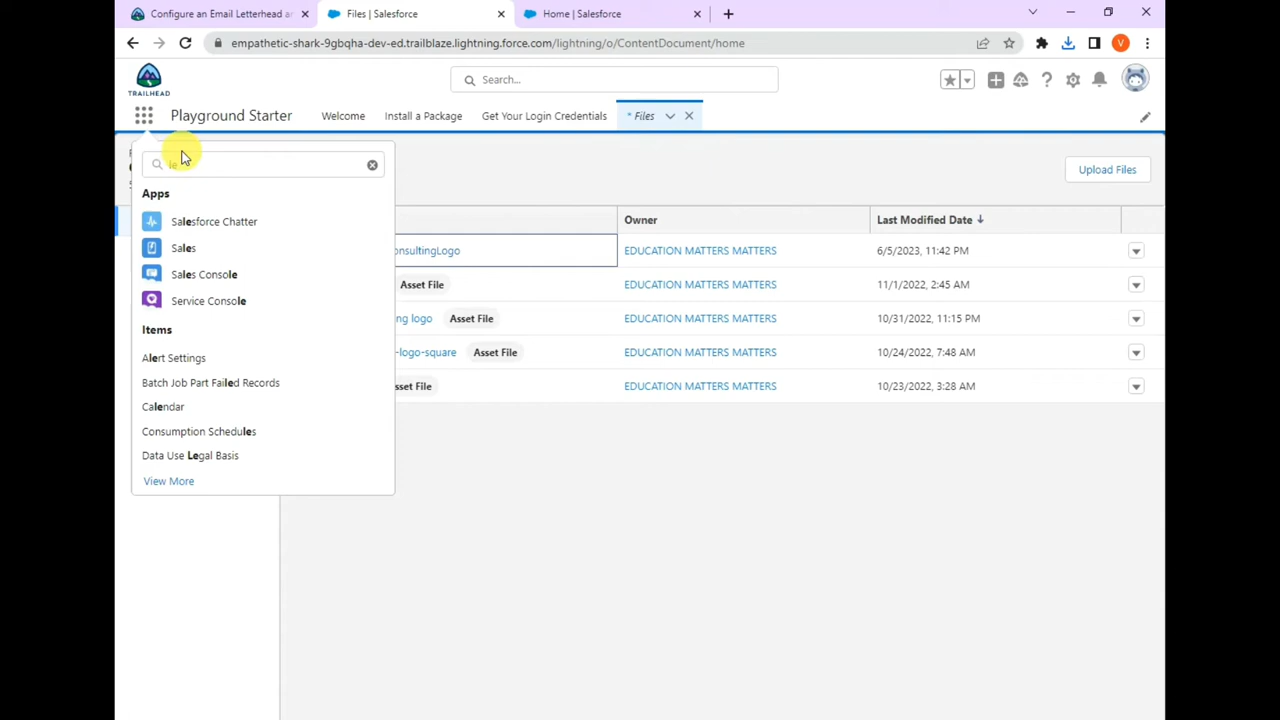 Configure an Email Letterhead an
Files | Salesforce
Home | Salesforce
empathetic-shark-9gbqha-dev-ed.trailblaze.lightning.force.com/lightning/o/ContentDocument/home
V
TRAILHEAD
Search...
Playground Starter
Welcome
Install a Package
Get Your Login Credentials
* Files
le
Upload Files
Apps
Salesforce Chatter
Sales
Sales Console
Service Console
Items
Alert Settings
Batch Job Part Failed Records
Calendar
Consumption Schedules
Data Use Legal Basis
View More
Owner
Last Modified Date
onsultingLogo
EDUCATION MATTERS MATTERS
6/5/2023, 11:42 PM
Asset File
EDUCATION MATTERS MATTERS
11/1/2022, 2:45 AM
ng logo
Asset File
EDUCATION MATTERS MATTERS
10/31/2022, 11:15 PM
-logo-square
Asset File
EDUCATION MATTERS MATTERS
10/24/2022, 7:48 AM
sset File
EDUCATION MATTERS MATTERS
10/23/2022, 3:28 AM